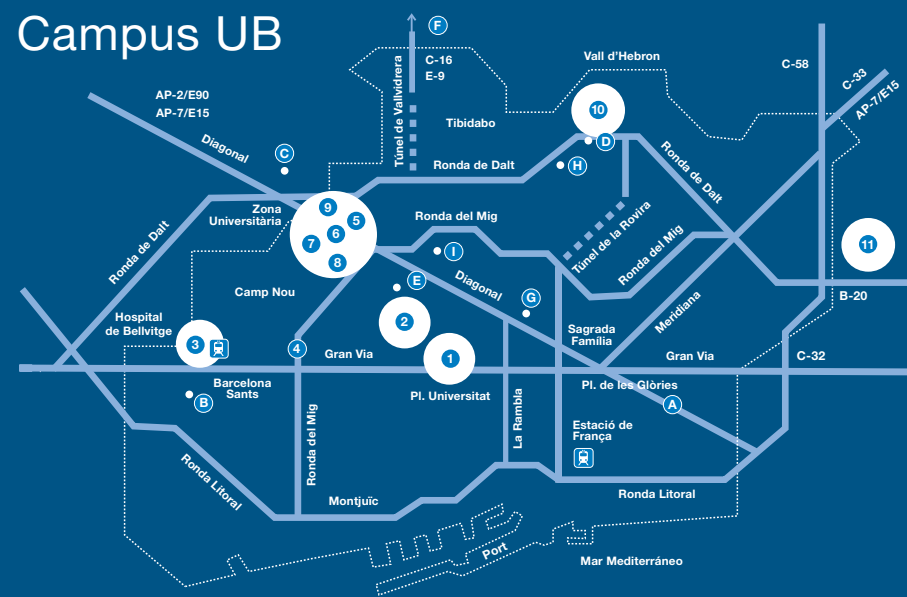 Campus UB
F
C-16
E-9
Túnel de Vallvidrera
Vall d'Hebron
C-58
C-33
AP-7/E15
AP-2/E90
AP-7/E15
Tibidabo
10
D
H
Diagonal
C
Ronda de Dalt
Ronda de Dalt
Zona
Universitària
9
5
6
7
8
Ronda del Mig
I
Túnel de la Rovira
Ronda del Mig
11
Ronda de Dalt
Camp Nou
E
Diagonal
G
Meridiana
B-20
Hospital
de Bellvitge
3
4
2
1
Gran Via
Sagrada
Família
Gran Via
C-32
Barcelona
Sants
B
Pl. Universitat
Pl. de les Glòries
A
La Rambla
Estació de
França
Ronda del Mig
Ronda Litoral
Montjuïc
Ronda Litoral
Port
Mar Mediterráneo